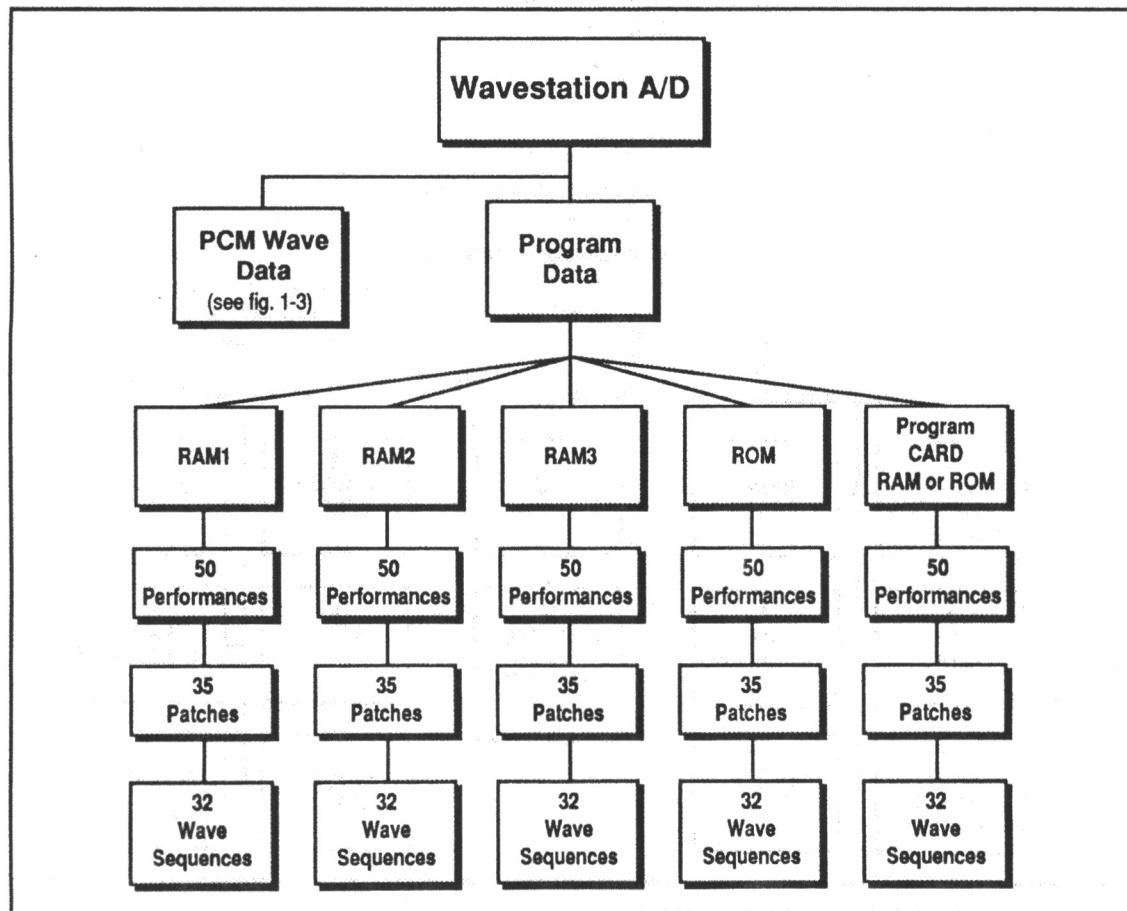 Wavestation A/D
PCM Wave
Data
(see fig. 1-3)
Program
Data
RAM1
RAM2
RAM3
ROM
Program
CARD
RAM or ROM
50
Performances
50
Performances
50
Performances
50
Performances
50
Performances
35
Patches
35
Patches
35
Patches
35
Patches
35
Patches
32
Wave
Sequences
32
Wave
Sequences
32
Wave
Sequences
32
Wave
Sequences
32
Wave
Sequences